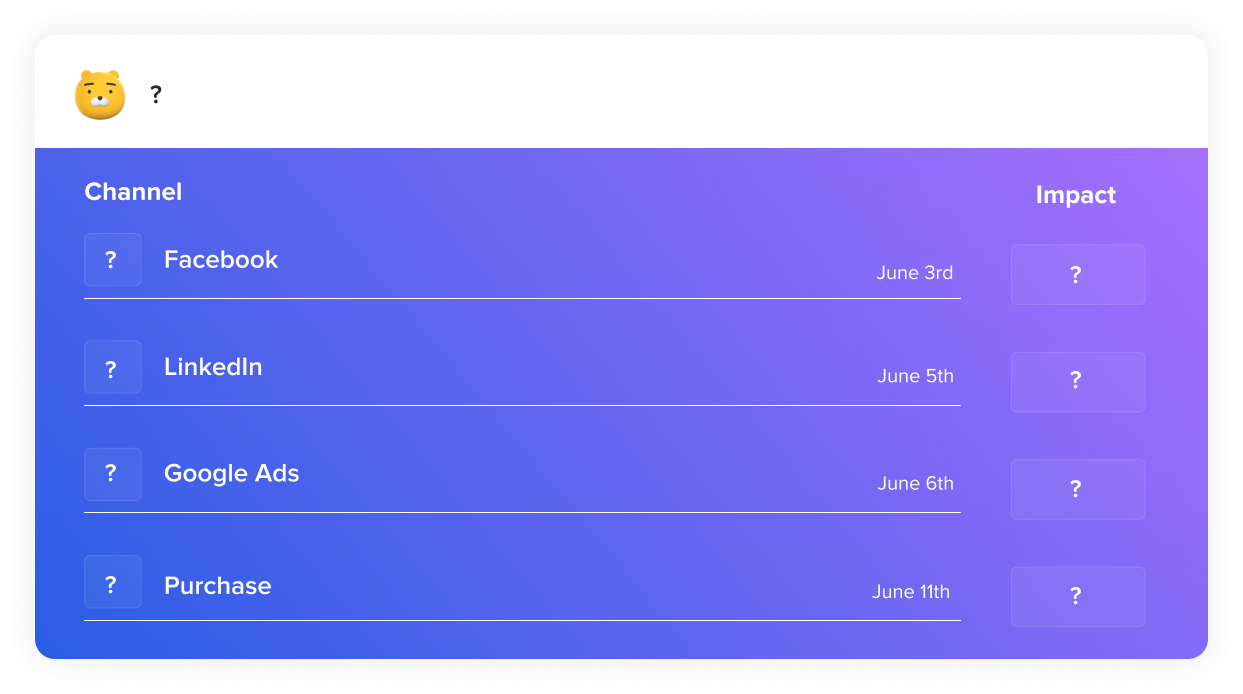 ?
Channel
Impact
? Facebook June 3rd ?
? LinkedIn June 5th ?
? Google Ads June 6th ?
? Purchase June 11th ?